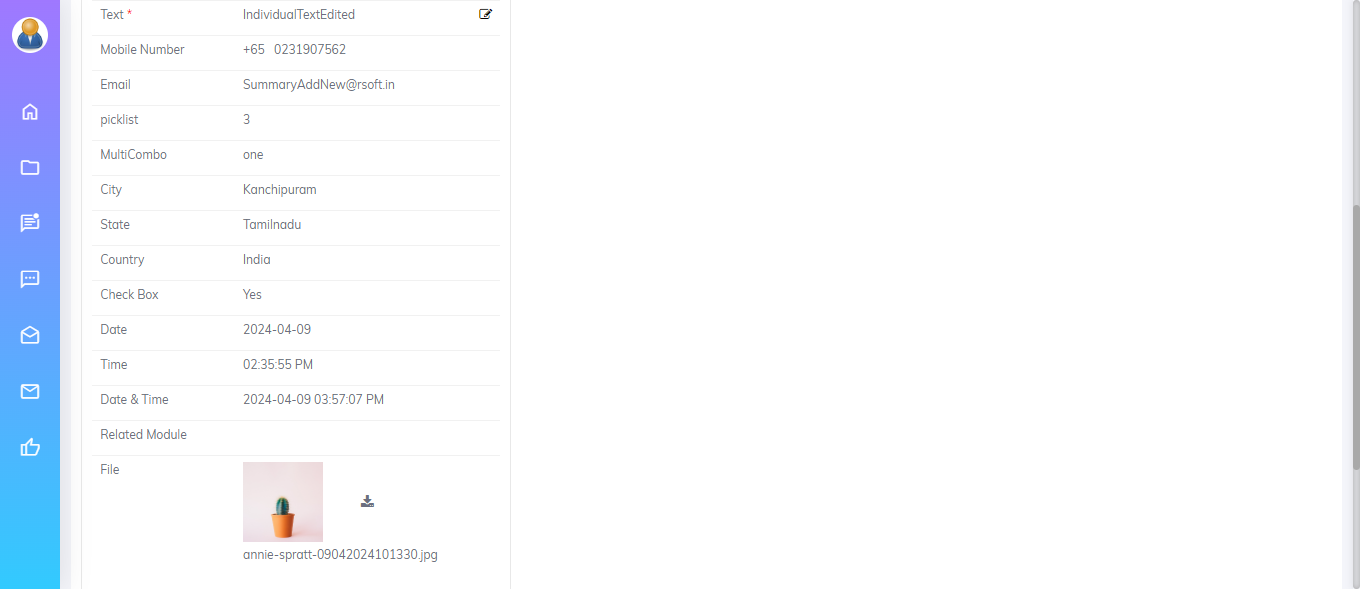 Text * IndividualTextEdited
Mobile Number +65 0231907562
Email SummaryAddNew@rsoft.in
picklist 3
MultiCombo one
City Kanchipuram
State Tamilnadu
Country India
Check Box Yes
Date 2024-04-09
Time 02:35:55 PM
Date & Time 2024-04-09 03:57:07 PM
Related Module
File
annie-spratt-09042024101330.jpg